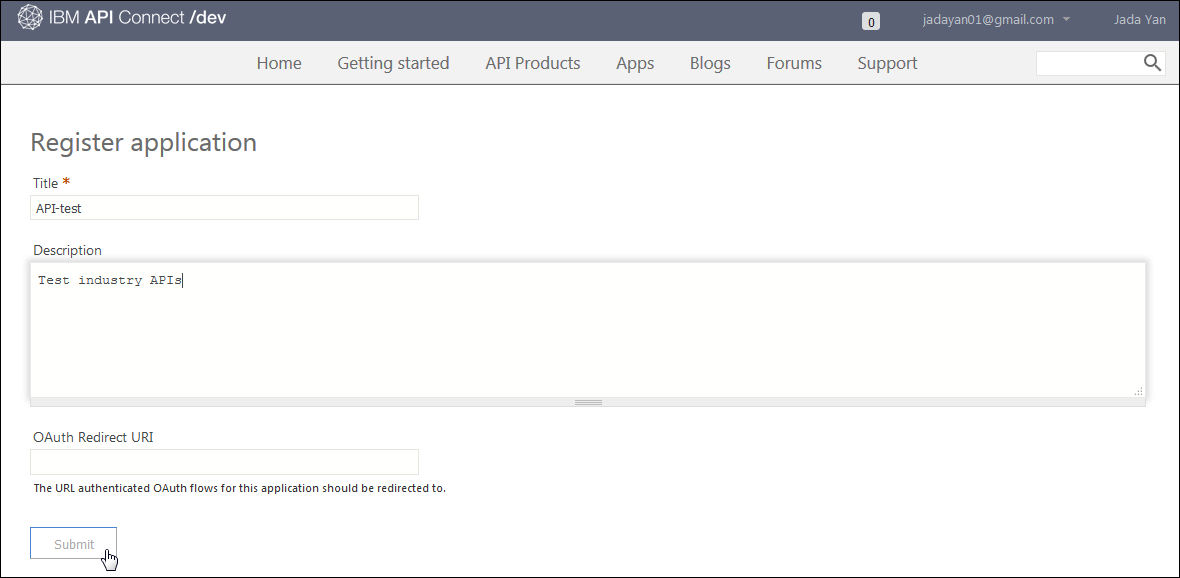 IBM API Connect /dev
0
jadayan01@gmail.com
Jada Yan
Home Getting started API Products Apps Blogs Forums Support
Register application
Title *
API-test
Description
Test industry APIs
OAuth Redirect URI
The URL authenticated OAuth flows for this application should be redirected to.
Submit